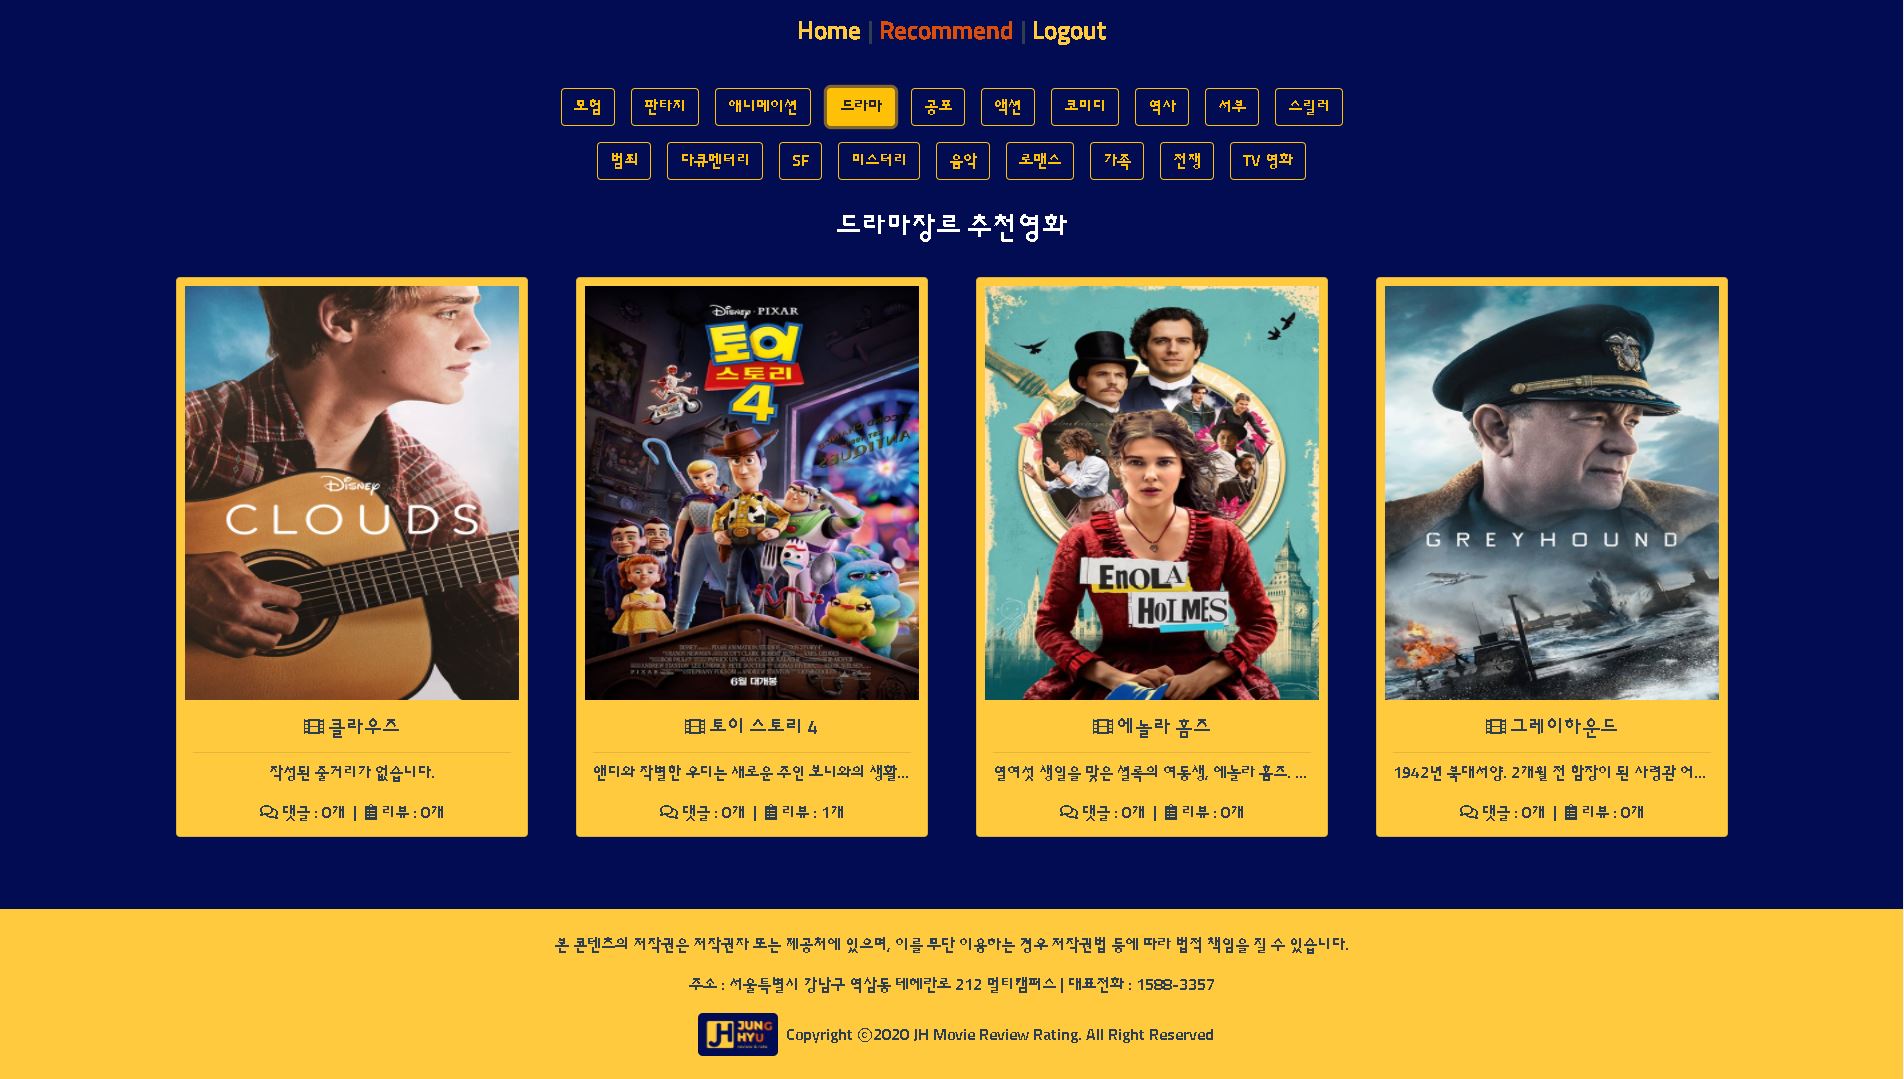 Home | Recommend | Logout
모험 판타지 애니메이션 드라마 공포 액션 코미디 역사 서부 스릴러
범죄 다큐멘터리 SF 미스터리 음악 로맨스 가족 전쟁 TV 영화
드라마장르 추천영화
DISNEY
CLOUDS
DISNEY · PIXAR
토이
스토리
4
ANTIQUES
6월 대개봉
ENOLA
HOLMES
GREYHOUND
클라우즈
작성된 줄거리가 없습니다.
댓글 : 0개 | 리뷰 : 0개
토이 스토리 4
앤디와 작별한 우디는 새로운 주인 보니와의 생활...
댓글 : 0개 | 리뷰 : 1개
에놀라 홈즈
열여섯 생일을 맞은 셜록의 여동생, 에놀라 홈즈. ...
댓글 : 0개 | 리뷰 : 0개
그레이하운드
1942년 북대서양. 2개월 전 함장이 된 사령관 어...
댓글 : 0개 | 리뷰 : 0개
본 콘텐츠의 저작권은 저작권자 또는 제공처에 있으며, 이를 무단 이용하는 경우 저작권법 등에 따라 법적 책임을 질 수 있습니다.
주소 : 서울특별시 강남구 역삼동 테헤란로 212 멀티캠퍼스 | 대표전화 : 1588-3357
JH JUNG
HYU
Copyright ⓒ2020 JH Movie Review Rating. All Right Reserved